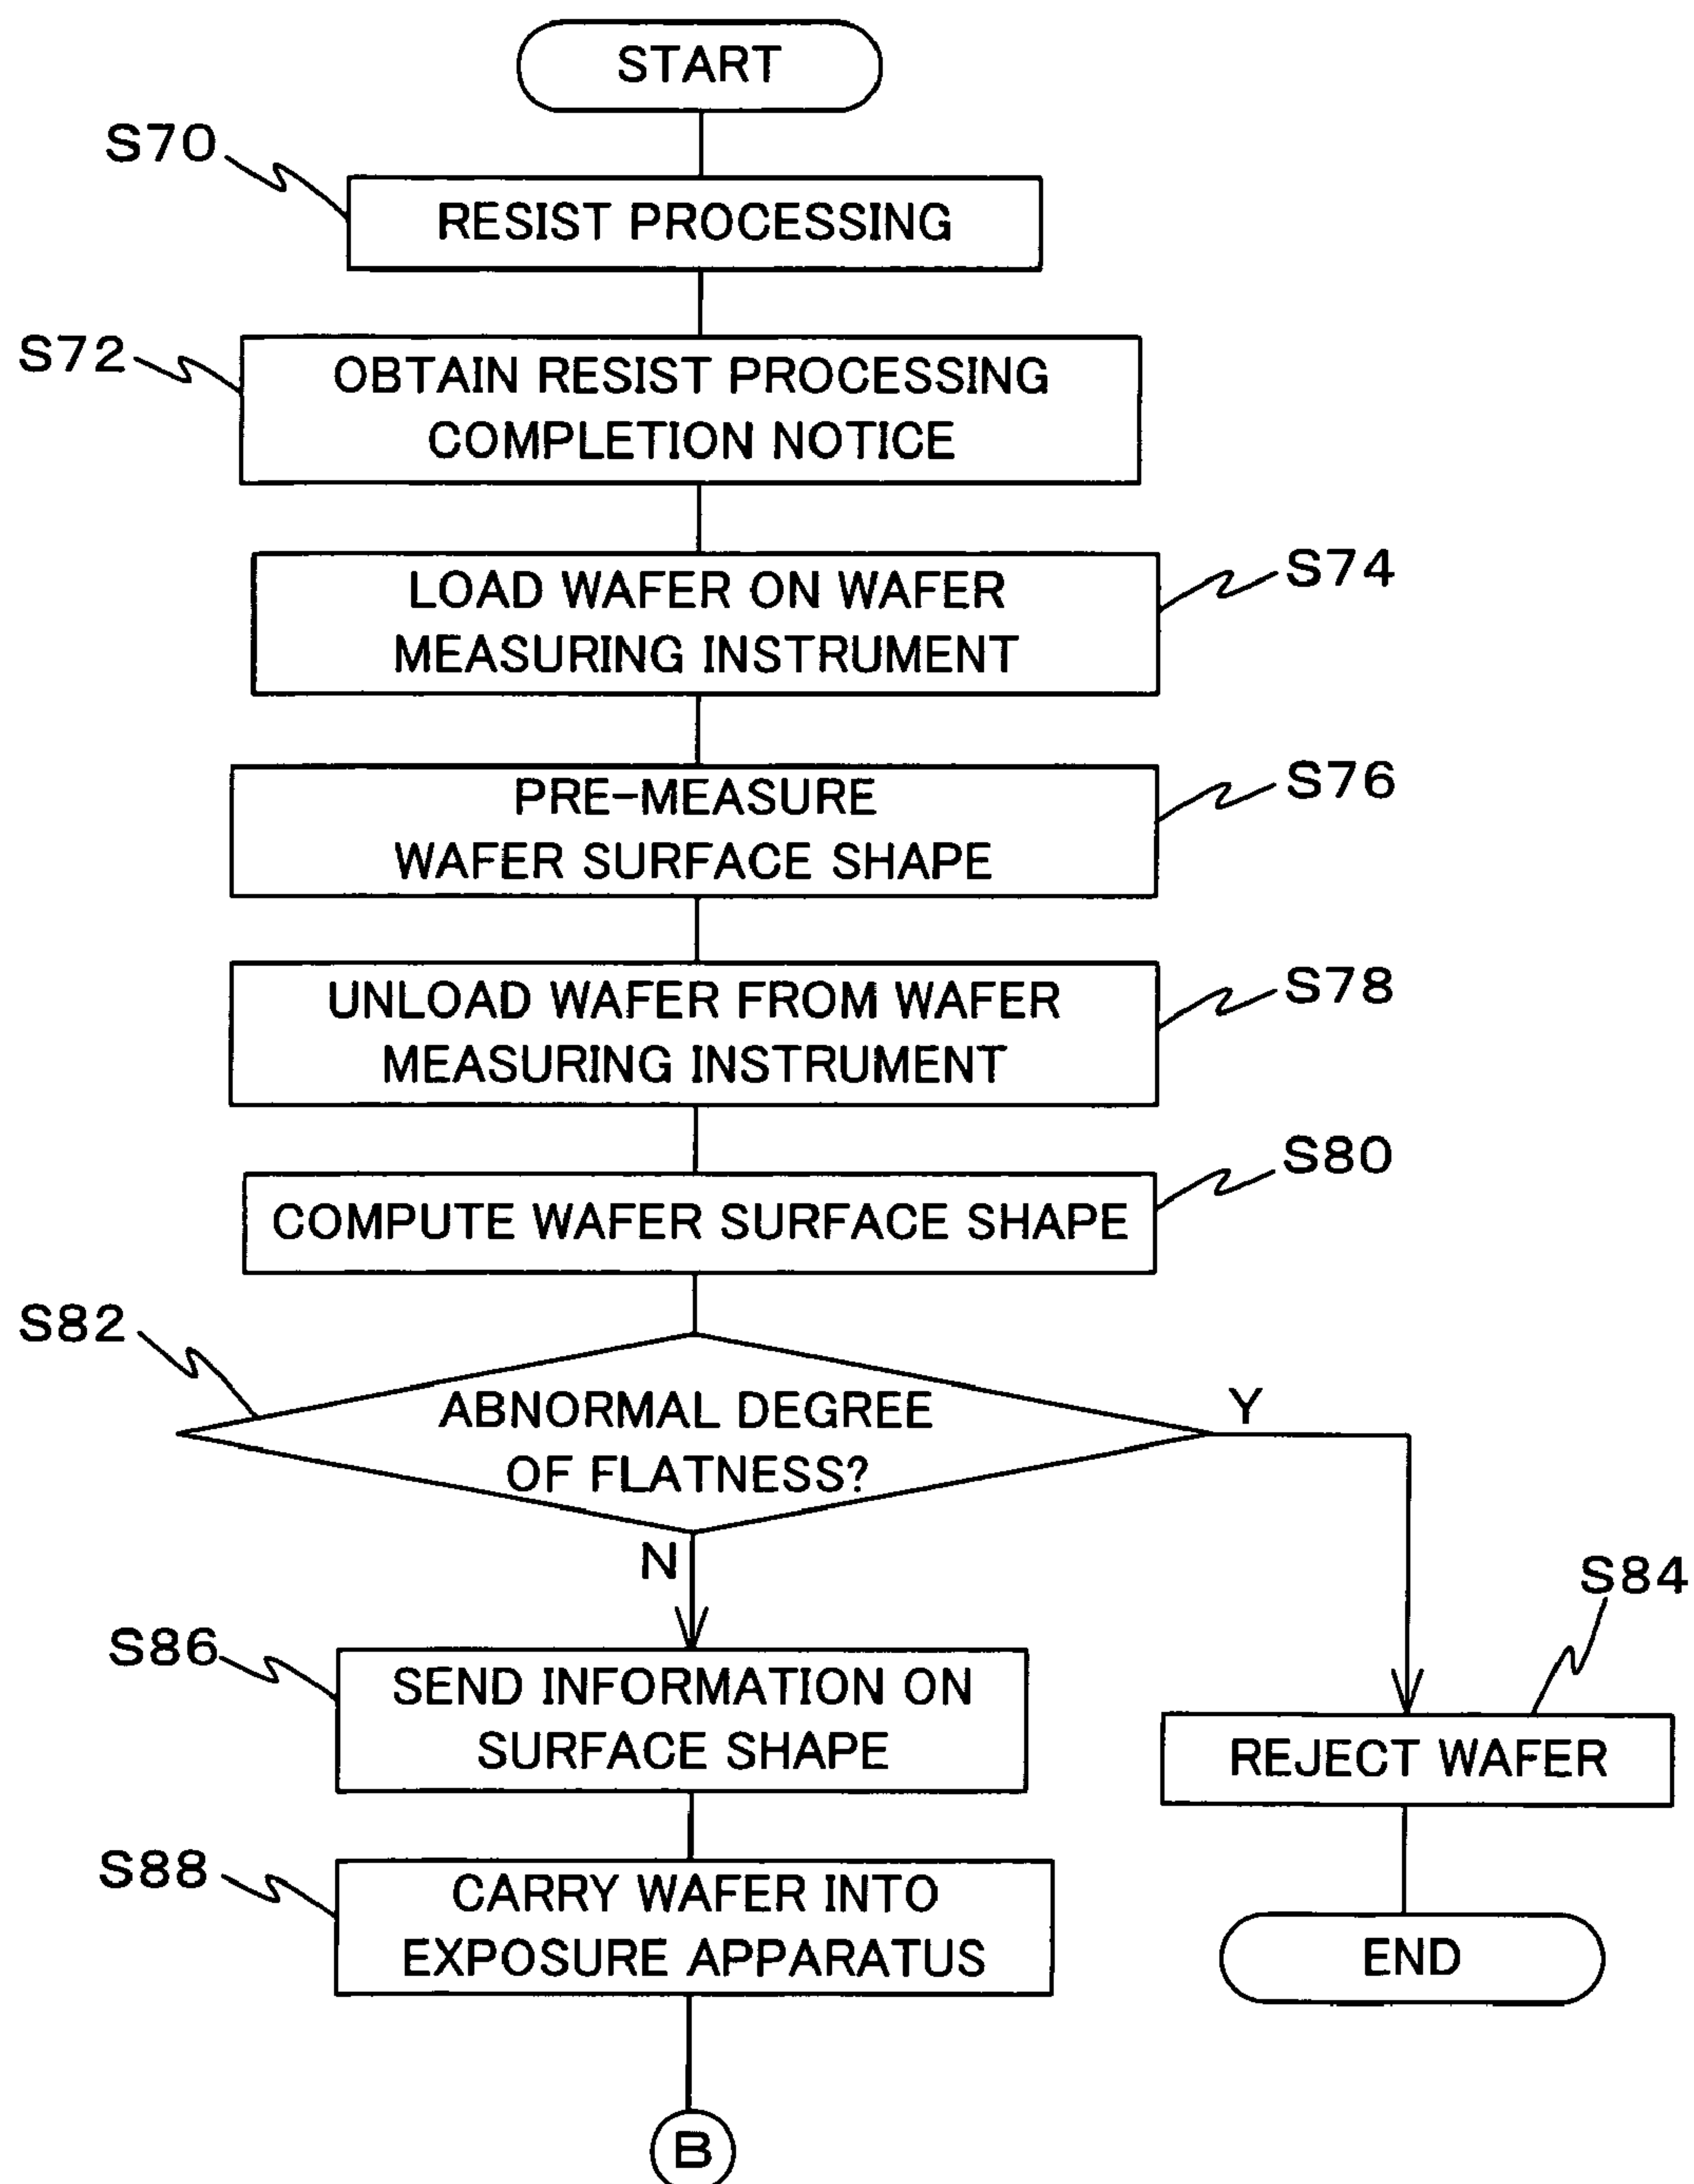 START
S70
RESIST PROCESSING
S72
OBTAIN RESIST PROCESSING
COMPLETION NOTICE
S74
LOAD WAFER ON WAFER
MEASURING INSTRUMENT
S76
PRE-MEASURE
WAFER SURFACE SHAPE
S78
UNLOAD WAFER FROM WAFER
MEASURING INSTRUMENT
S80
COMPUTE WAFER SURFACE SHAPE
S82
ABNORMAL DEGREE
OF FLATNESS?
Y
N
S84
REJECT WAFER
END
S86
SEND INFORMATION ON
SURFACE SHAPE
S88
CARRY WAFER INTO
EXPOSURE APPARATUS
B